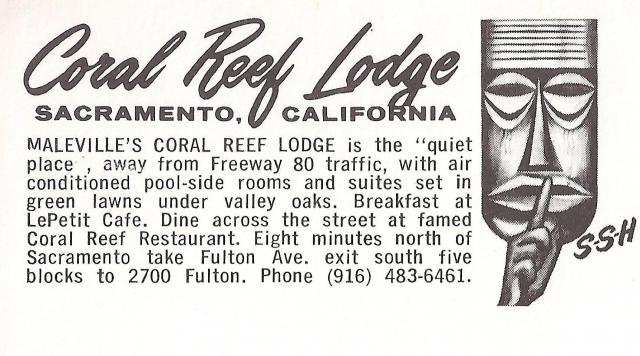 Coral Reef Lodge
SACRAMENTO, CALIFORNIA
MALEVILLE'S CORAL REEF LODGE is the "quiet
place , away from Freeway 80 traffic, with air
conditioned pool-side rooms and suites set in
green lawns under valley oaks. Breakfast at
LePetit Cafe. Dine across the street at famed
Coral Reef Restaurant. Eight minutes north of
Sacramento take Fulton Ave. exit south five
blocks to 2700 Fulton. Phone (916) 483-6461.
S-S-H